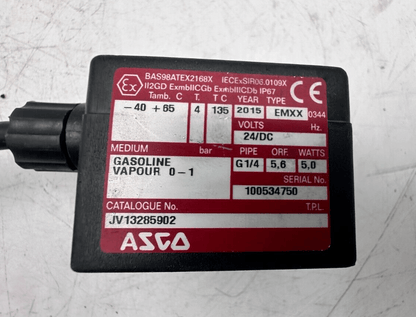 BAS98ATEX2168X IECExSIR06.0109X
II2GD ExmbIICGb ExmbIIICDb IP67
Tamb. C T. T C YEAR TYPE
-40 + 65 4 135 2015 EMXX 0344
VOLTS Hz.
24/DC
MEDIUM bar PIPE ORF. WATTS
GASOLINE
VAPOUR 0-1 G 1/4 5,6 5,0
SERIAL No.
100534750
CATALOGUE No. T.P.L.
JV13285902
ASCO